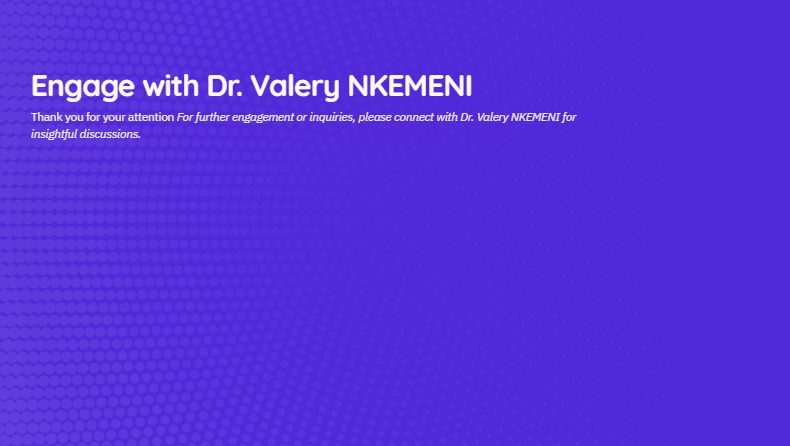 Engage with Dr. Valery NKEMENI
Thank you for your attention For further engagement or inquiries, please connect with Dr. Valery NKEMENI for
insightful discussions.